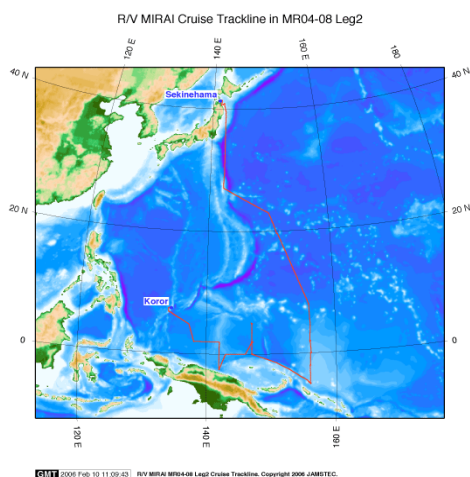 R/V MIRAI Cruise Trackline in MR04-08 Leg2
120 E
140 E
160 E
180
40 N
40 N
Sekinehama
20 N
20 N
Koror
0
0
120 E
140 E
160 E
GMT 2006 Feb 10 11:09:43 R/V MIRAI MR04-08 Leg2 Cruise Trackline. Copyright 2006 JAMSTEC.